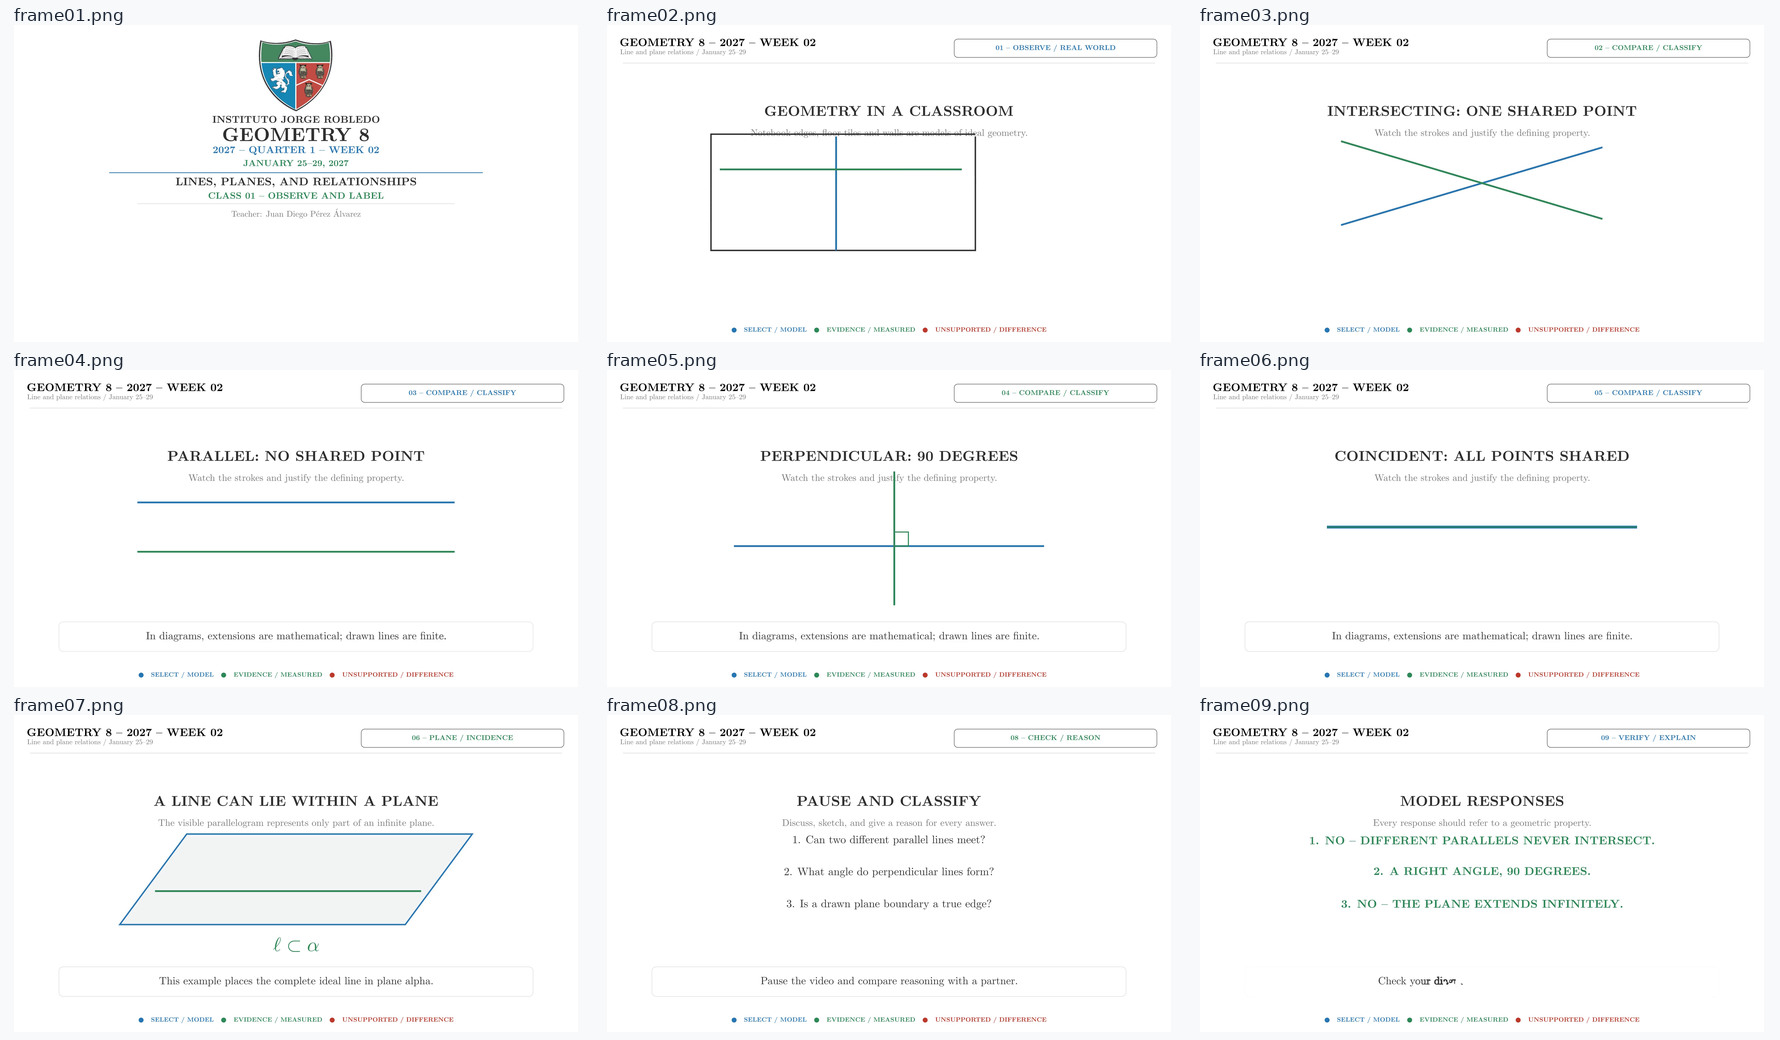 frame01.png
INSTITUTO JORGE ROBLEDO
GEOMETRY 8
2027 – QUARTER 1 – WEEK 02
JANUARY 25–29, 2027
LINES, PLANES, AND RELATIONSHIPS
CLASS 01 – OBSERVE AND LABEL
Teacher: Juan Diego Pérez Álvarez
frame02.png
GEOMETRY 8 – 2027 – WEEK 02
Line and plane relations / January 25–29
01 – OBSERVE / REAL WORLD
GEOMETRY IN A CLASSROOM
Notebook edges, floor tiles and walls are models of ideal geometry.
SELECT / MODEL
EVIDENCE / MEASURED
UNSUPPORTED / DIFFERENCE
frame03.png
GEOMETRY 8 – 2027 – WEEK 02
Line and plane relations / January 25–29
02 – COMPARE / CLASSIFY
INTERSECTING: ONE SHARED POINT
Watch the strokes and justify the defining property.
SELECT / MODEL
EVIDENCE / MEASURED
UNSUPPORTED / DIFFERENCE
frame04.png
GEOMETRY 8 – 2027 – WEEK 02
Line and plane relations / January 25–29
03 – COMPARE / CLASSIFY
PARALLEL: NO SHARED POINT
Watch the strokes and justify the defining property.
In diagrams, extensions are mathematical; drawn lines are finite.
SELECT / MODEL
EVIDENCE / MEASURED
UNSUPPORTED / DIFFERENCE
frame05.png
GEOMETRY 8 – 2027 – WEEK 02
Line and plane relations / January 25–29
04 – COMPARE / CLASSIFY
PERPENDICULAR: 90 DEGREES
Watch the strokes and justify the defining property.
In diagrams, extensions are mathematical; drawn lines are finite.
SELECT / MODEL
EVIDENCE / MEASURED
UNSUPPORTED / DIFFERENCE
frame06.png
GEOMETRY 8 – 2027 – WEEK 02
Line and plane relations / January 25–29
05 – COMPARE / CLASSIFY
COINCIDENT: ALL POINTS SHARED
Watch the strokes and justify the defining property.
In diagrams, extensions are mathematical; drawn lines are finite.
SELECT / MODEL
EVIDENCE / MEASURED
UNSUPPORTED / DIFFERENCE
frame07.png
GEOMETRY 8 – 2027 – WEEK 02
Line and plane relations / January 25–29
06 – PLANE / INCIDENCE
A LINE CAN LIE WITHIN A PLANE
The visible parallelogram represents only part of an infinite plane.
ℓ ⊂ α
This example places the complete ideal line in plane alpha.
SELECT / MODEL
EVIDENCE / MEASURED
UNSUPPORTED / DIFFERENCE
frame08.png
GEOMETRY 8 – 2027 – WEEK 02
Line and plane relations / January 25–29
08 – CHECK / REASON
PAUSE AND CLASSIFY
Discuss, sketch, and give a reason for every answer.
1. Can two different parallel lines meet?
2. What angle do perpendicular lines form?
3. Is a drawn plane boundary a true edge?
Pause the video and compare reasoning with a partner.
SELECT / MODEL
EVIDENCE / MEASURED
UNSUPPORTED / DIFFERENCE
frame09.png
GEOMETRY 8 – 2027 – WEEK 02
Line and plane relations / January 25–29
09 – VERIFY / EXPLAIN
MODEL RESPONSES
Every response should refer to a geometric property.
1. NO – DIFFERENT PARALLELS NEVER INTERSECT.
2. A RIGHT ANGLE, 90 DEGREES.
3. NO – THE PLANE EXTENDS INFINITELY.
Check your
SELECT / MODEL
EVIDENCE / MEASURED
UNSUPPORTED / DIFFERENCE